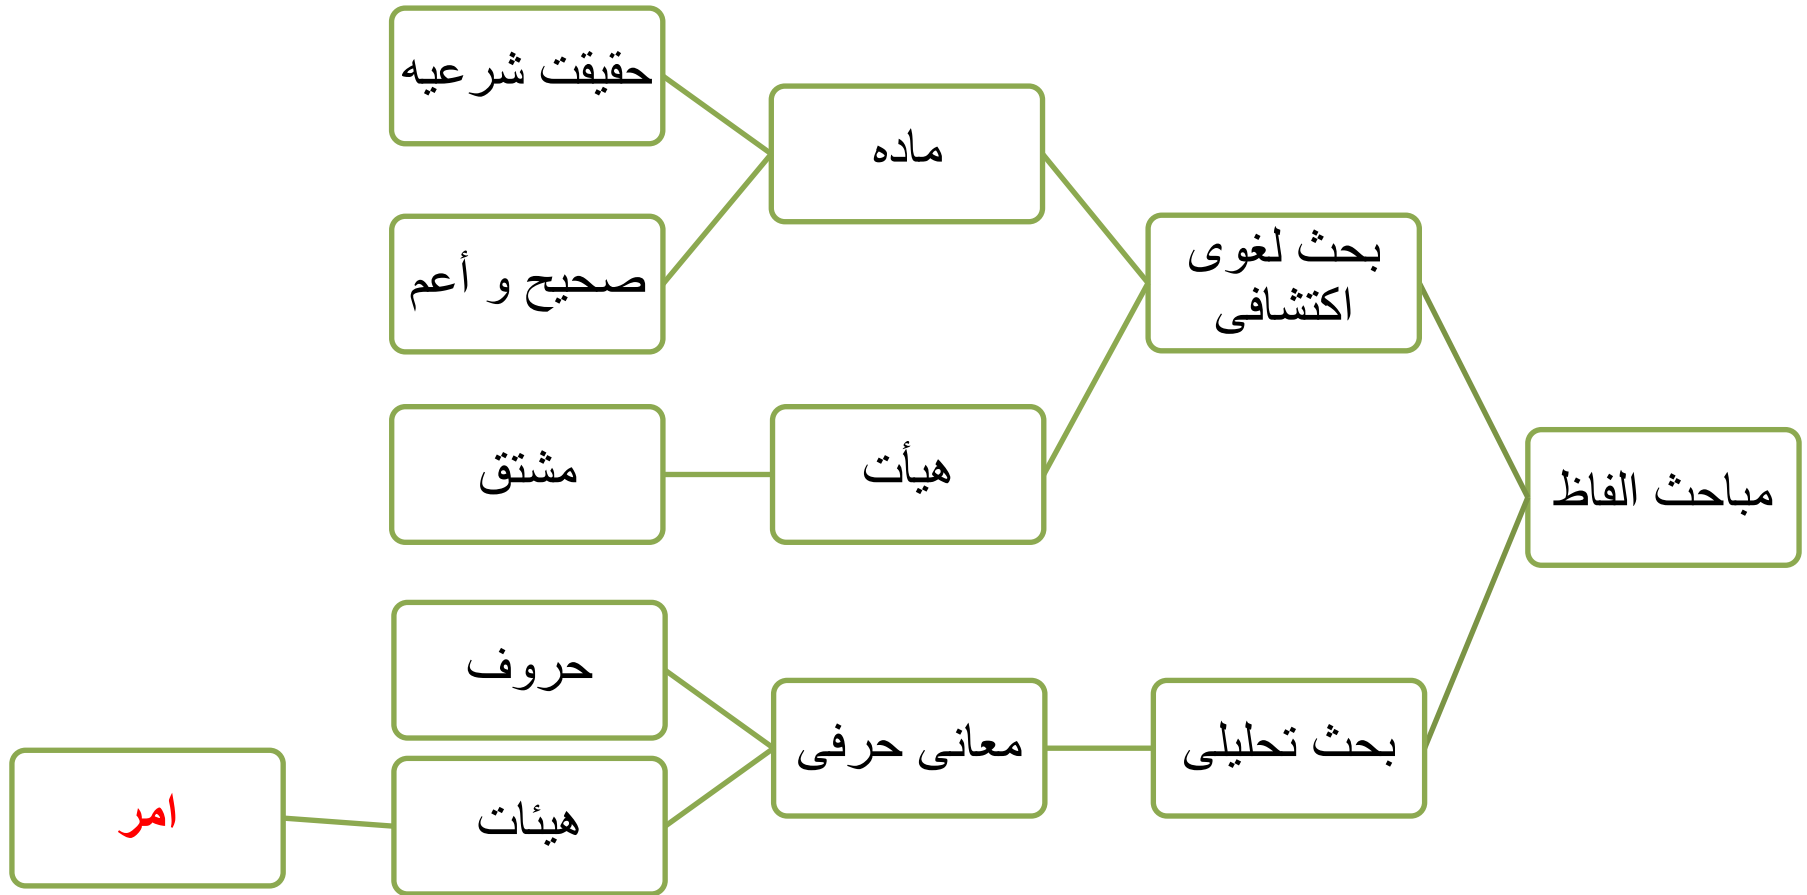 مباحث الفاظ
بحث لغوی
اکتشافی
ماده
حقیقت شرعیه
صحیح و أعم
هیأت
مشتق
بحث تحلیلی
معانی حرفی
حروف
هیئات
امر